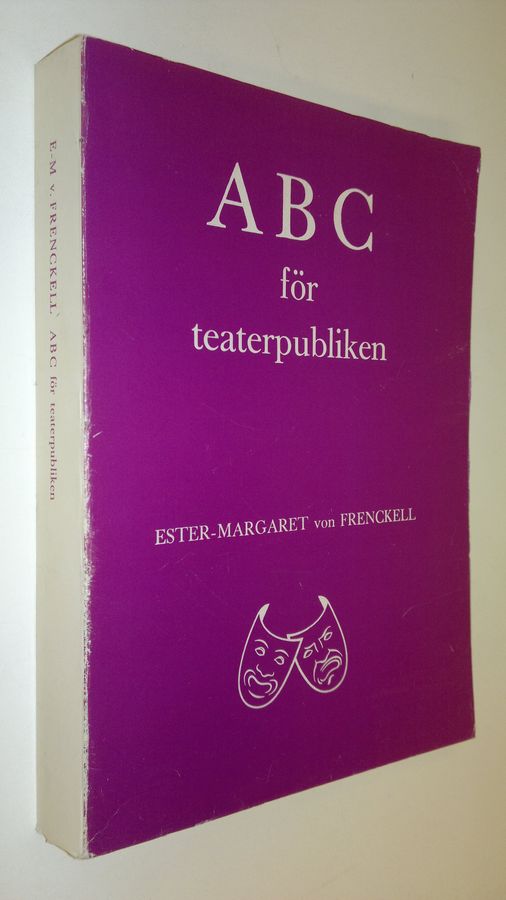 ABC
för
teaterpubliken
ESTER-MARGARET von FRENCKELL
E.-M v. FRENCKELL ABC för teaterpubliken